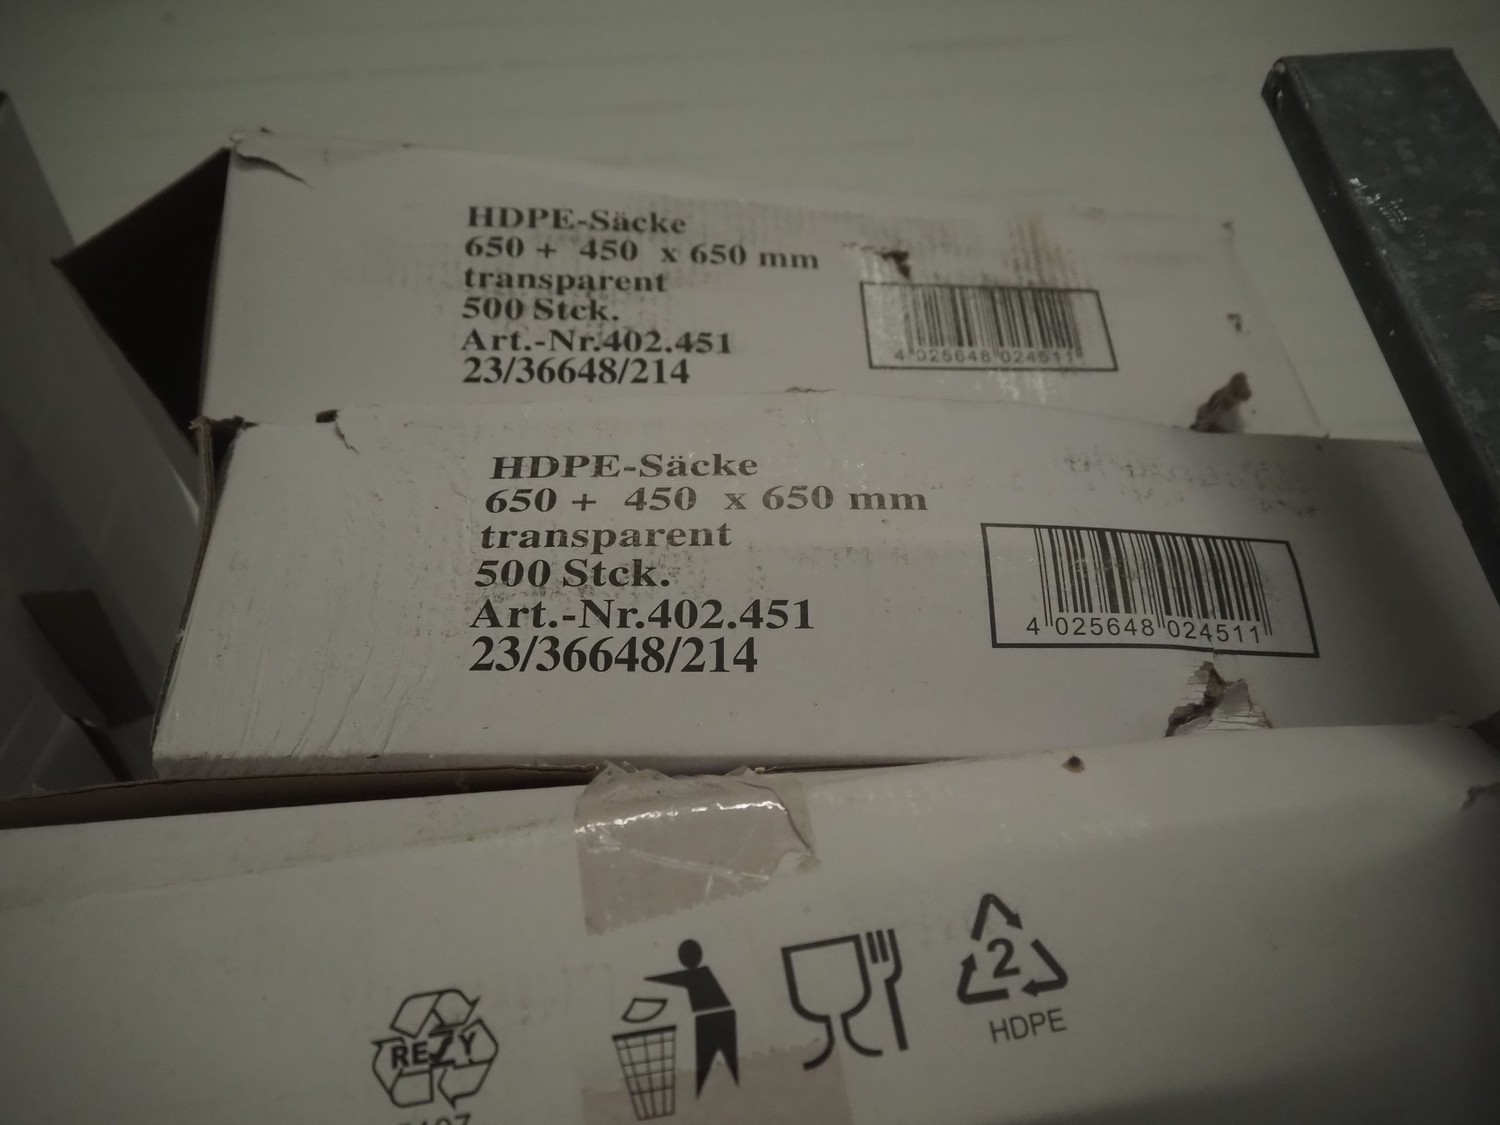 HDPE-Säcke
650 + 450 x 650 mm
transparent
500 Stck.
Art.-Nr.402.451
23/36648/214
4 025648 024511
HDPE-Säcke
650 + 450 x 650 mm
transparent
500 Stck.
Art.-Nr.402.451
23/36648/214
4 025648 024511
REZY
2
HDPE